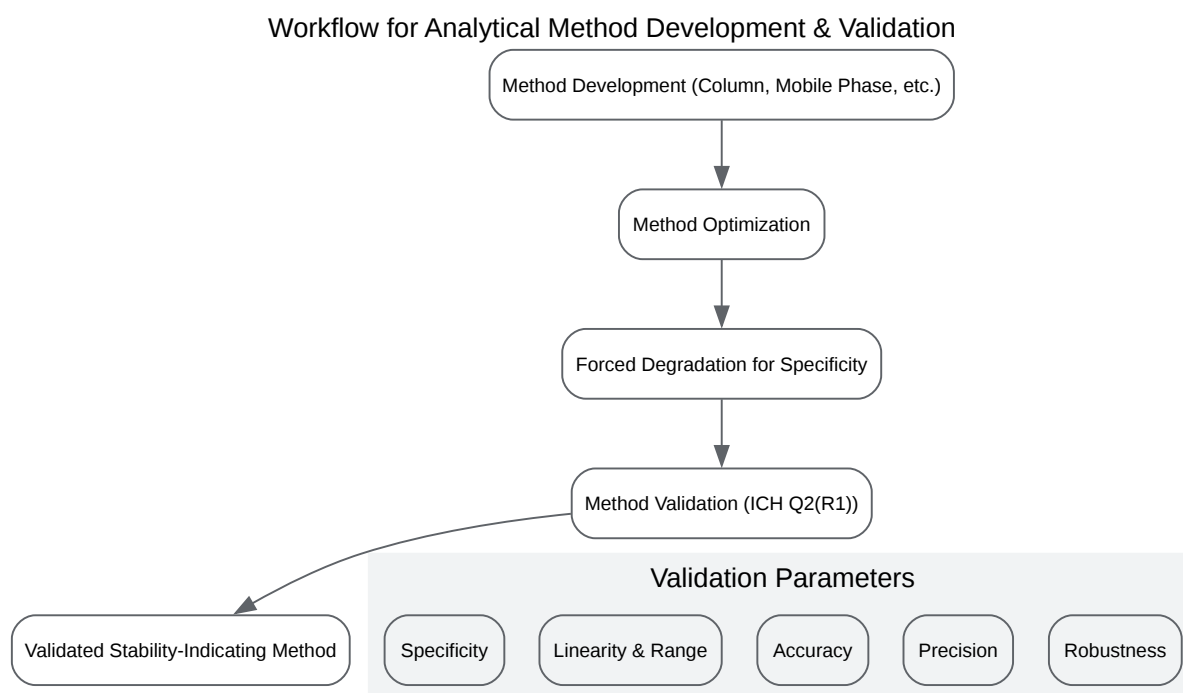 Workflow for Analytical Method Development & Validation
Method Development (Column, Mobile Phase, etc.)
Method Optimization
Forced Degradation for Specificity
Method Validation (ICH Q2(R1))
Validation Parameters
Validated Stability-Indicating Method
Specificity
Linearity & Range
Accuracy
Precision
Robustness